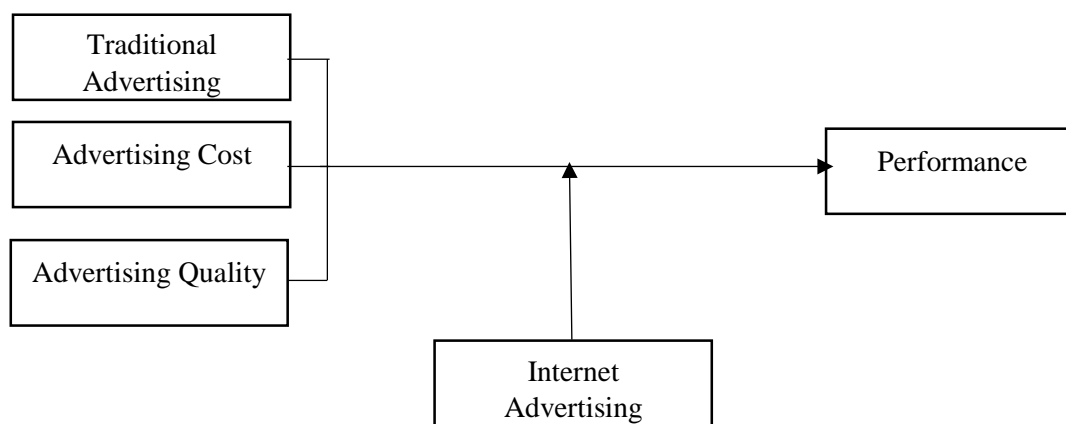 Traditional
Advertising
Advertising Cost
Performance
Advertising Quality
Internet
Advertising